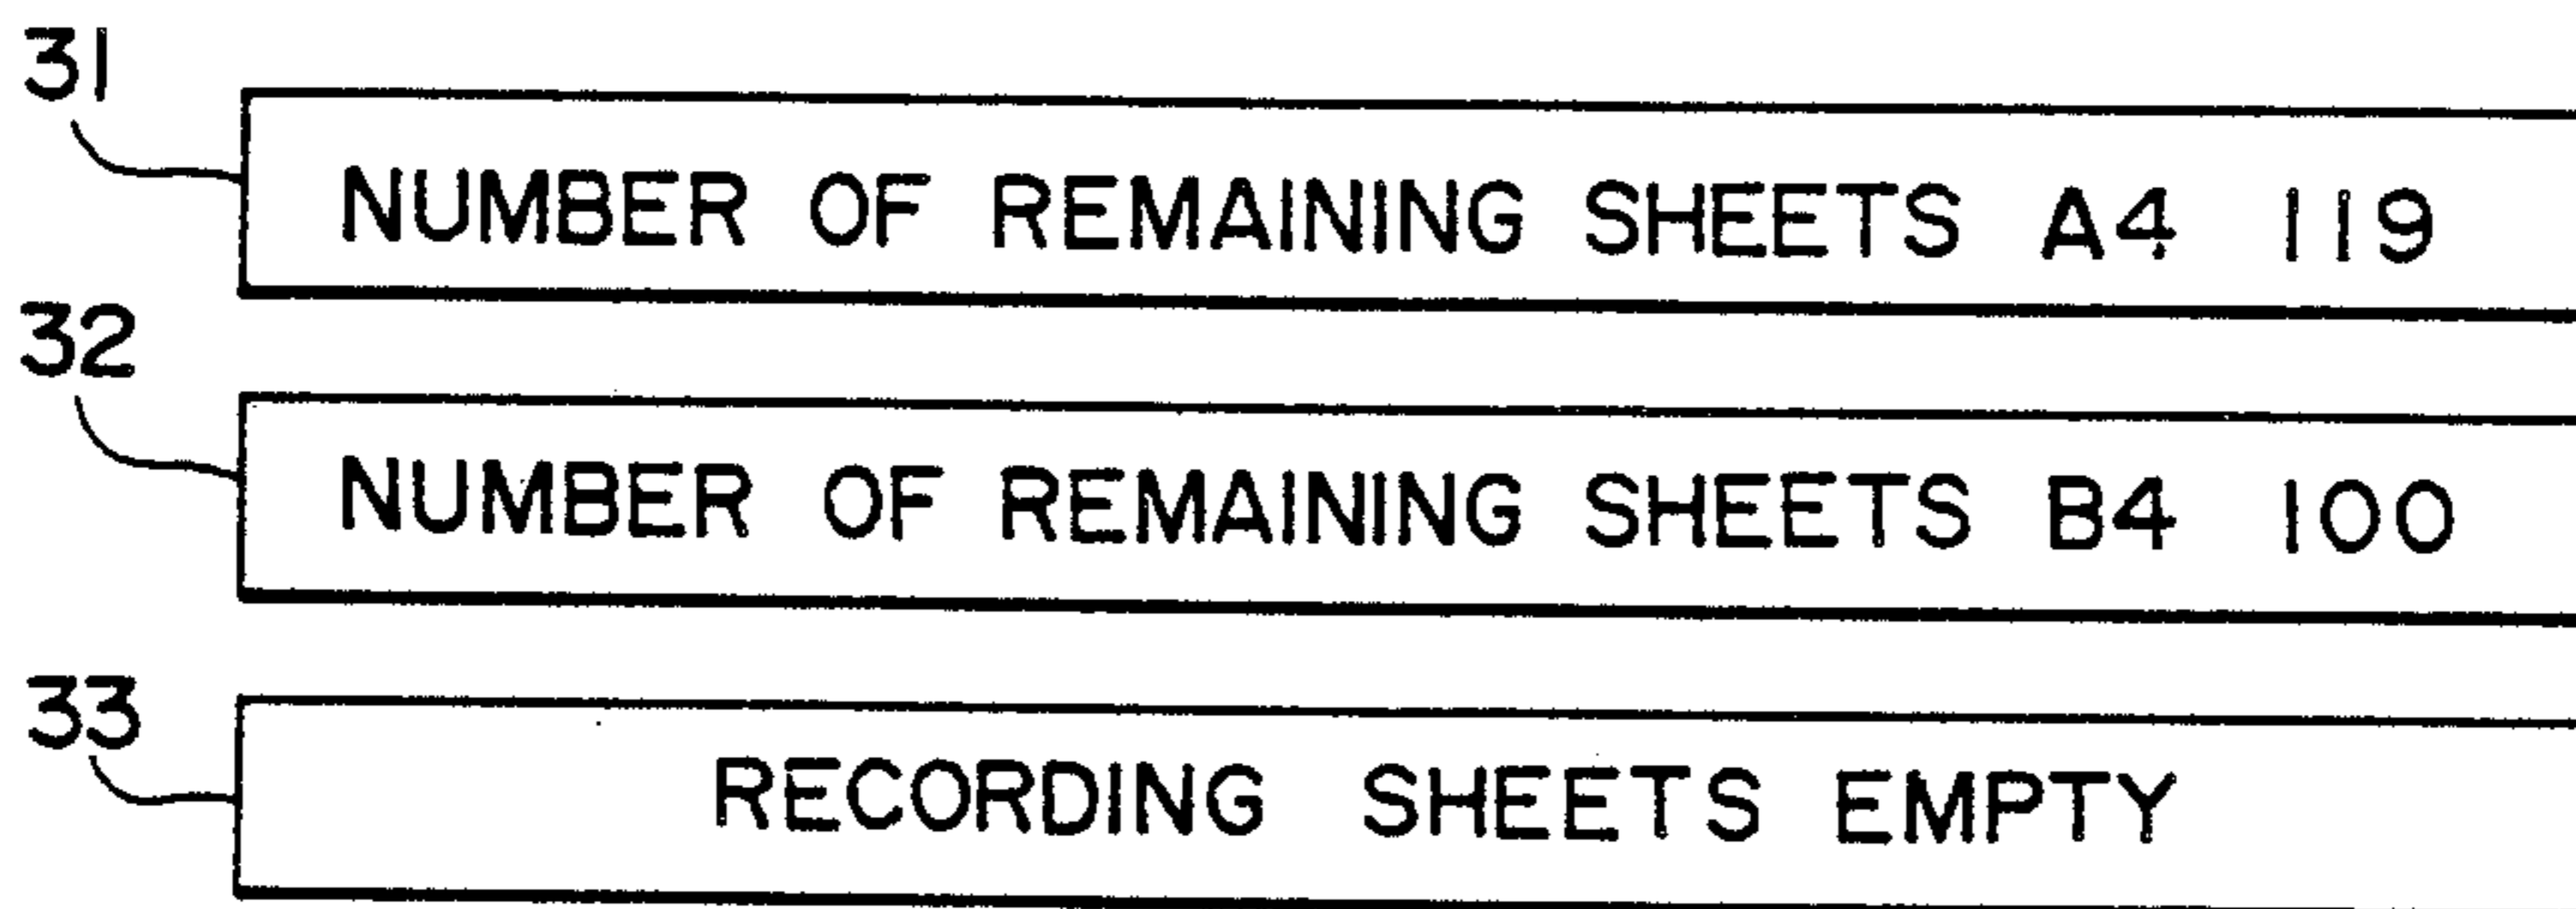 31
NUMBER OF REMAINING SHEETS A4 119
32
NUMBER OF REMAINING SHEETS B4 100
33
RECORDING SHEETS EMPTY